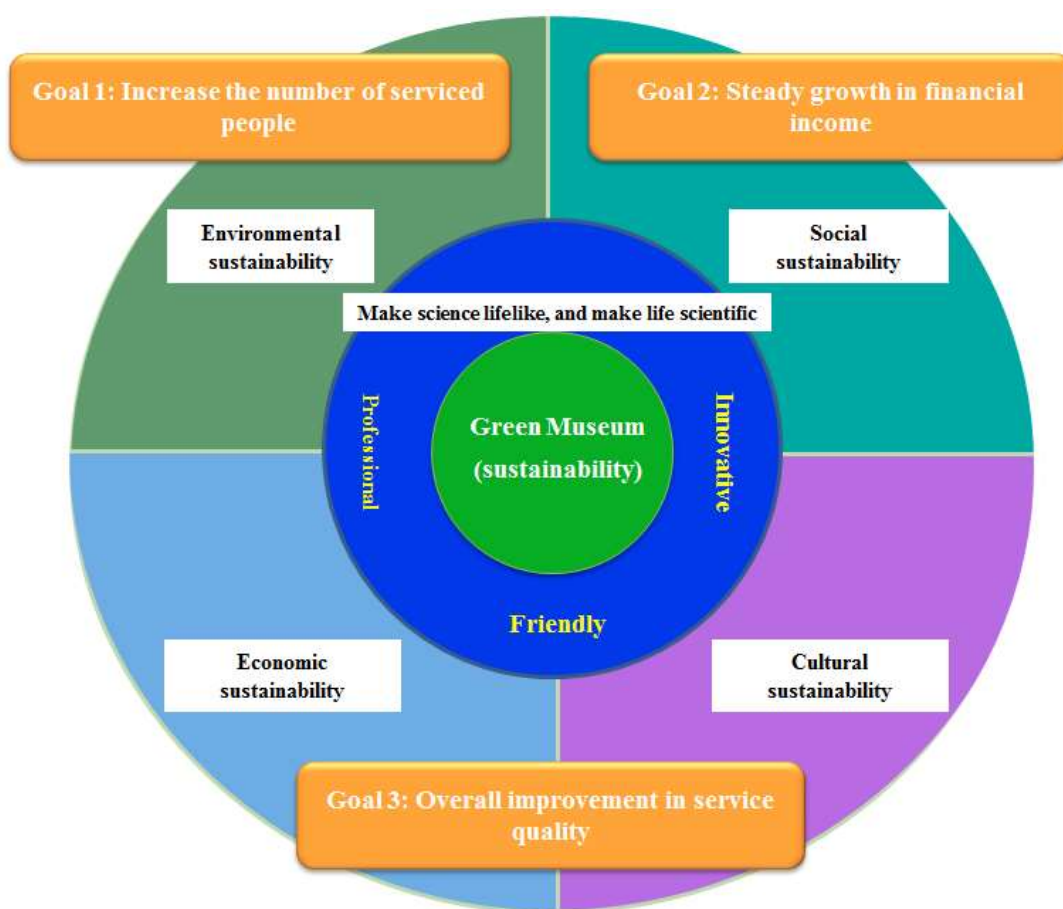 Goal 1: Increase the number of serviced
people
Goal 2: Steady growth in financial
income
Environmental
sustainability
Social
sustainability
Make science lifelike, and make life scientific
Professional
Green Museum
(sustainability)
Innovative
Friendly
Economic
sustainability
Cultural
sustainability
Goal 3: Overall improvement in service
quality